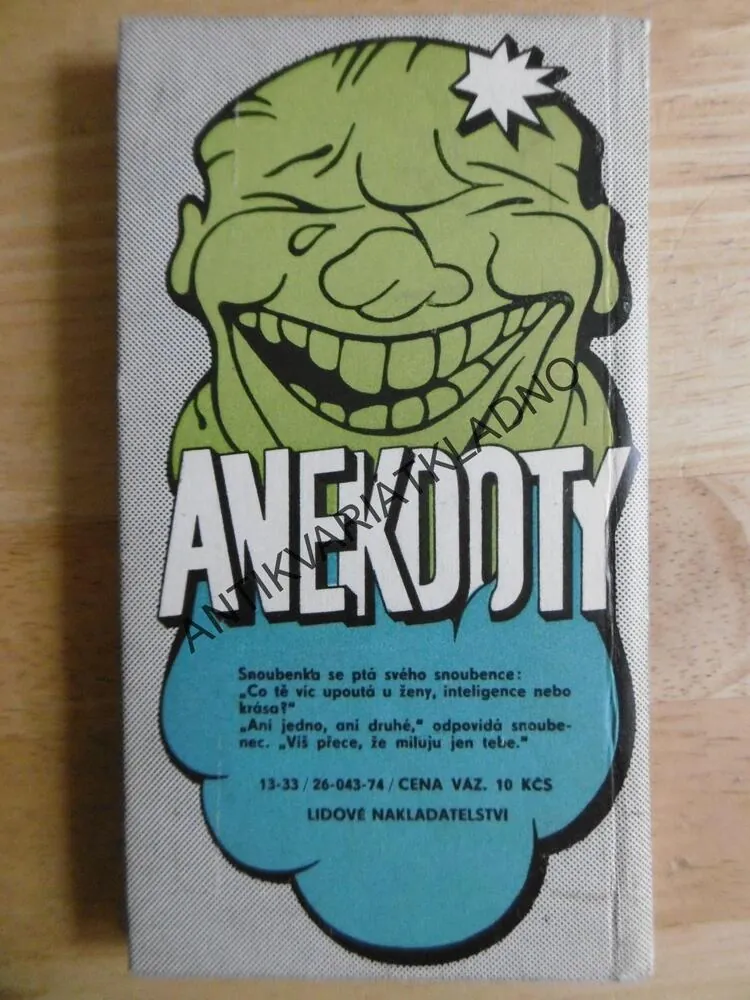 ANEKDOTY
ANTIKVARIATKLADNO
Snoubenka se ptá svého snoubence:
„Co tě víc upoutá u ženy, inteligence nebo
krása?“
„Ani jedno, ani druhé,“ odpovídá snoube-
nec. „Víš přece, že miluju jen tebe.“
13-33 / 26-043-74 / CENA VÁZ. 10 KČS
LIDOVÉ NAKLADATELSTVÍ